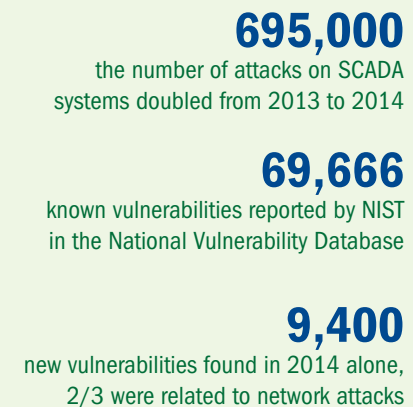 695,000
the number of attacks on SCADA
systems doubled from 2013 to 2014
69,666
known vulnerabilities reported by NIST
in the National Vulnerability Database
9,400
new vulnerabilities found in 2014 alone,
2/3 were related to network attacks